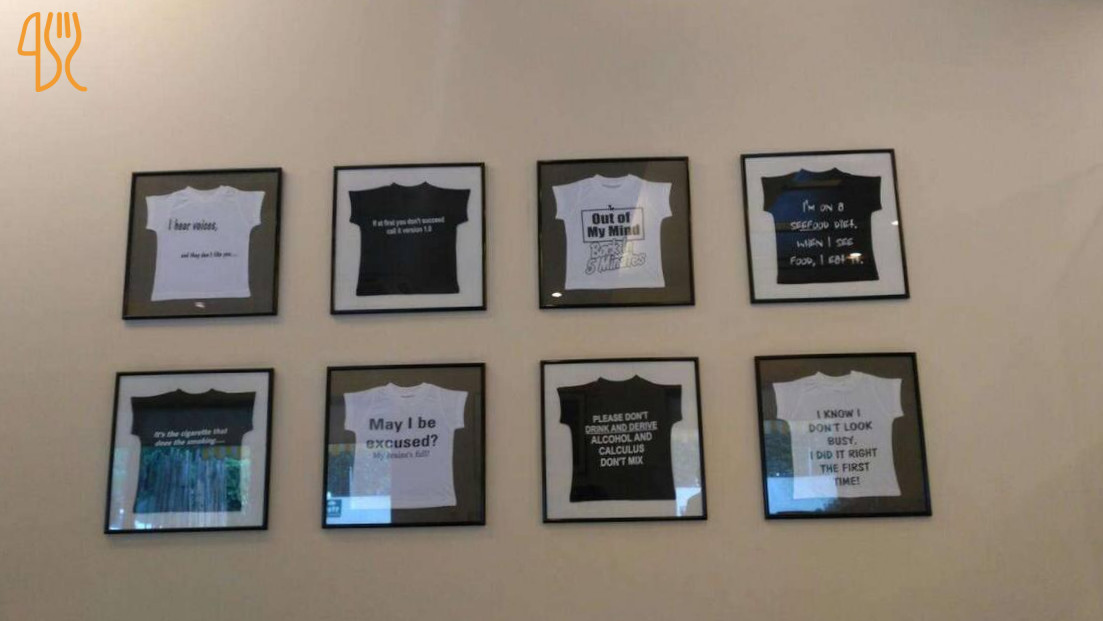 I hear voices,
and they don't like you....
If at first you don't succeed
call it version 1.0
Out of
My Mind
Back in
5 Minutes
I'M ON A
SEEFOOD DIET.
WHEN I SEE
FOOD, I EAT IT.
It's the cigarette that
does the smoking....
May I be
excused?
My brains's full!
PLEASE DON'T
DRINK AND DERIVE
ALCOHOL AND
CALCULUS
DON'T MIX
I KNOW I
DON'T LOOK
BUSY.
I DID IT RIGHT
THE FIRST
TIME!